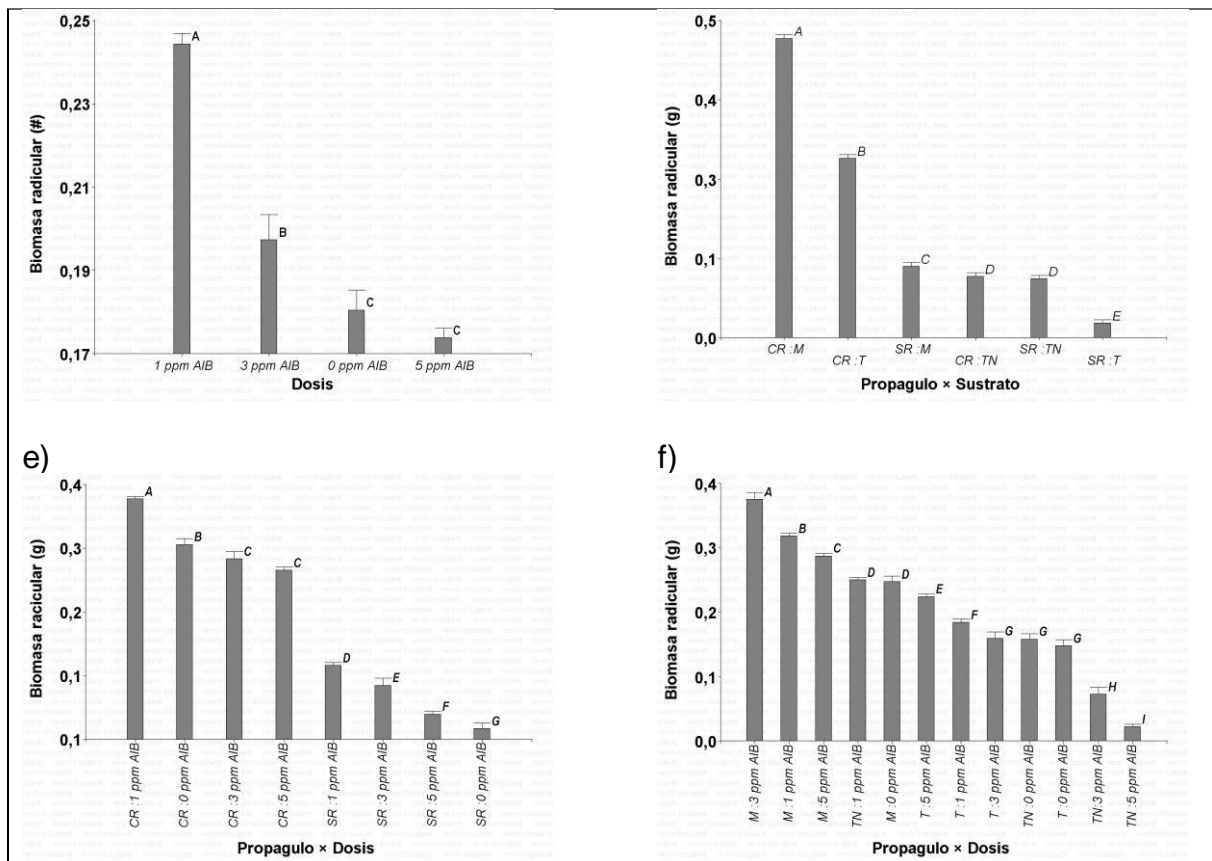 0,25
0,23
0,21
0,19
0,17
Biomasa radicular (#)
A
B
C
C
1 ppm AIB
3 ppm AIB
0 ppm AIB
5 ppm AIB
Dosis
0,5
0,4
0,3
0,1
0,0
Biomasa radicular (g)
A
B
C
D
D
E
CR :M
CR :T
SR :M
CR :TN
SR :TN
SR :T
Propagulo × Sustrato
e)
0,4
0,3
0,2
0,1
0,1
Biomasa racicular (g)
A
B
C
C
D
E
F
G
CR :1 ppm AIB
CR :0 ppm AIB
CR :3 ppm AIB
CR :5 ppm AIB
SR :1 ppm AIB
SR :3 ppm AIB
SR :5 ppm AIB
SR :0 ppm AIB
Propagulo × Dosis
f)
0,4
0,3
0,2
0,1
0,0
Biomasa radicular (g)
A
B
C
D
D
E
F
G
G
G
H
I
M :3 ppm AIB
M :1 ppm AIB
M :5 ppm AIB
TN :1 ppm AIB
M :0 ppm AIB
T :5 ppm AIB
T :1 ppm AIB
T :3 ppm AIB
TN :0 ppm AIB
T :0 ppm AIB
TN :3 ppm AIB
TN :5 ppm AIB
Propagulo × Dosis